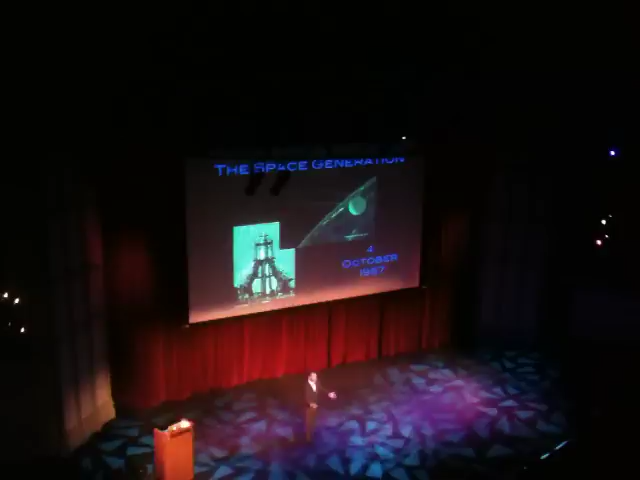 THE SPACE GENERATION
4
OCTOBER
1957